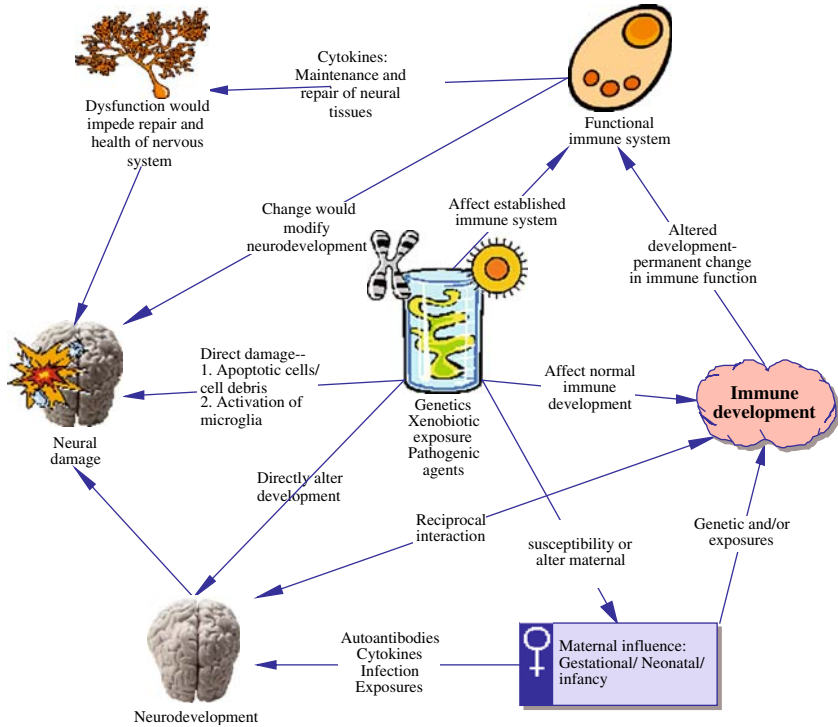 Cytokines:
Maintenance and
repair of neural
tissues
Dysfunction would
impede repair and
health of nervous
system
Functional
immune system
Affect established
immune system
Change would
modify
neurodevelopment
Altered
development-
permanent change
in immune function
Direct damage--
1. Apoptotic cells/
cell debris
2. Activation of
microglia
Affect normal
immune
development
Immune
development
Genetics
Xenobiotic
exposure
Pathogenic
agents
Neural
damage
Directly alter
development
Reciprocal
interaction
susceptibility or
alter maternal
Genetic and/or
exposures
Autoantibodies
Cytokines
Infection
Exposures
Maternal influence:
Gestational/ Neonatal/
infancy
Neurodevelopment